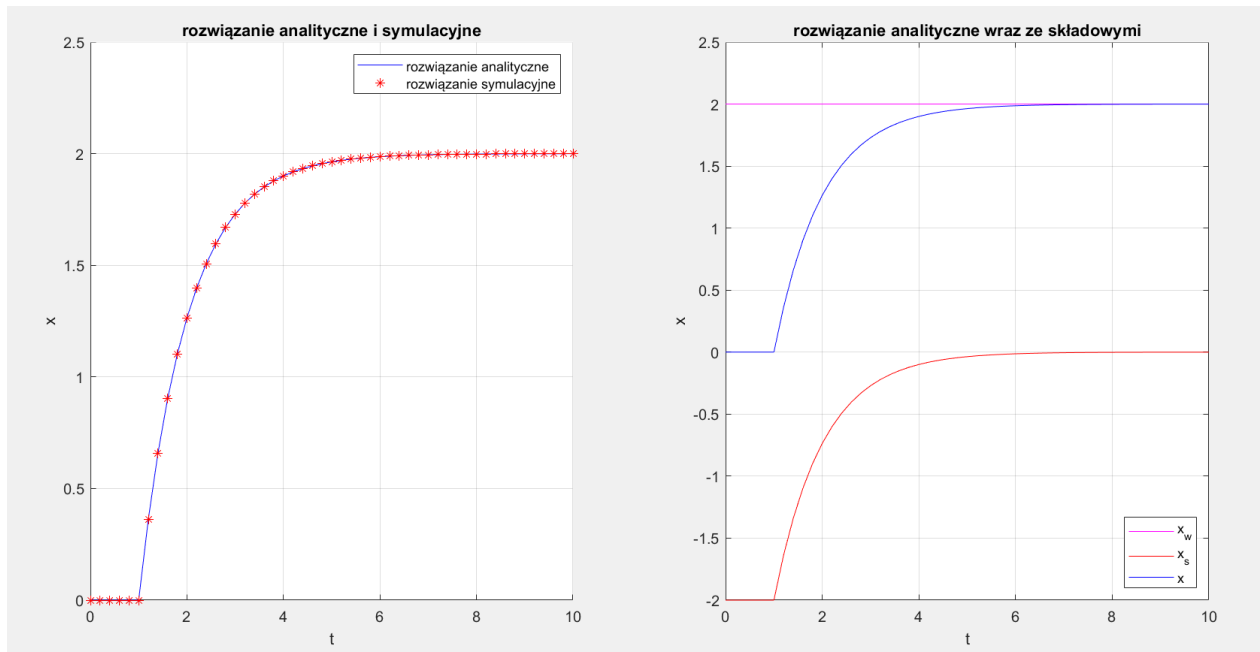 rozwiązanie analityczne i symulacyjne
2.5
2
1.5
1
0.5
0
x
0 2 4 6 8 10
t
rozwiązanie analityczne
rozwiązanie symulacyjne
rozwiązanie analityczne wraz ze składowymi
2.5
2
1.5
1
0.5
0
-0.5
-1
-1.5
-2
x
0 2 4 6 8 10
t
x_w
x_s
x